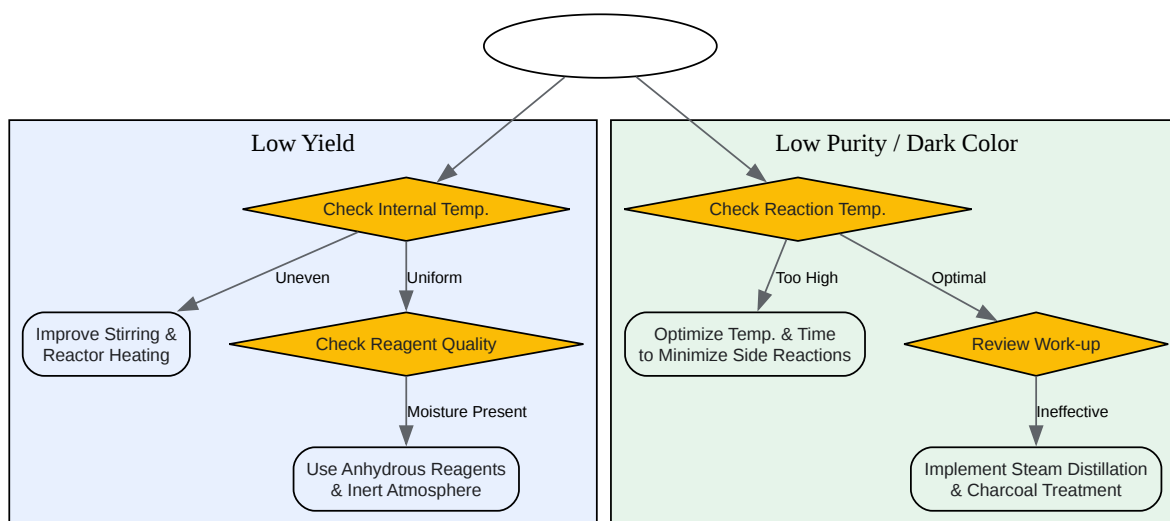 Low Yield
Low Purity / Dark Color
Check Internal Temp.
Check Reaction Temp.
Uneven
Uniform
Too High
Optimal
Improve Stirring &
Reactor Heating
Check Reagent Quality
Optimize Temp. & Time
to Minimize Side Reactions
Review Work-up
Moisture Present
Ineffective
Use Anhydrous Reagents
& Inert Atmosphere
Implement Steam Distillation
& Charcoal Treatment